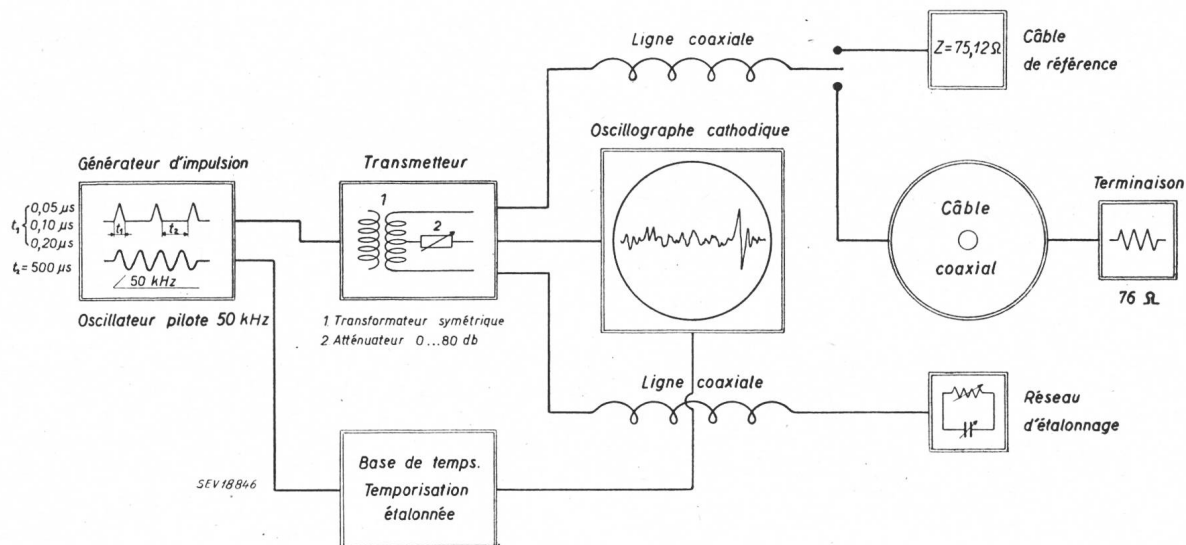 Ligne coaxiale
Z=75,12Ω
Câble
de référence
Oscillographe cathodique
Générateur d'impulsion
Transmetteur
Terminaison
t₁ { 0,05 µs
0,10 µs
0,20 µs
t₁
t₂
t₂ = 500 µs
50 kHz
1
2
Câble
coaxial
76 Ω
Oscillateur pilote 50 kHz
1 Transformateur symétrique
2 Atténuateur 0...80 db
Ligne coaxiale
Réseau
d'étalonnage
Base de temps.
Temporisation
étalonnée
SEV18846